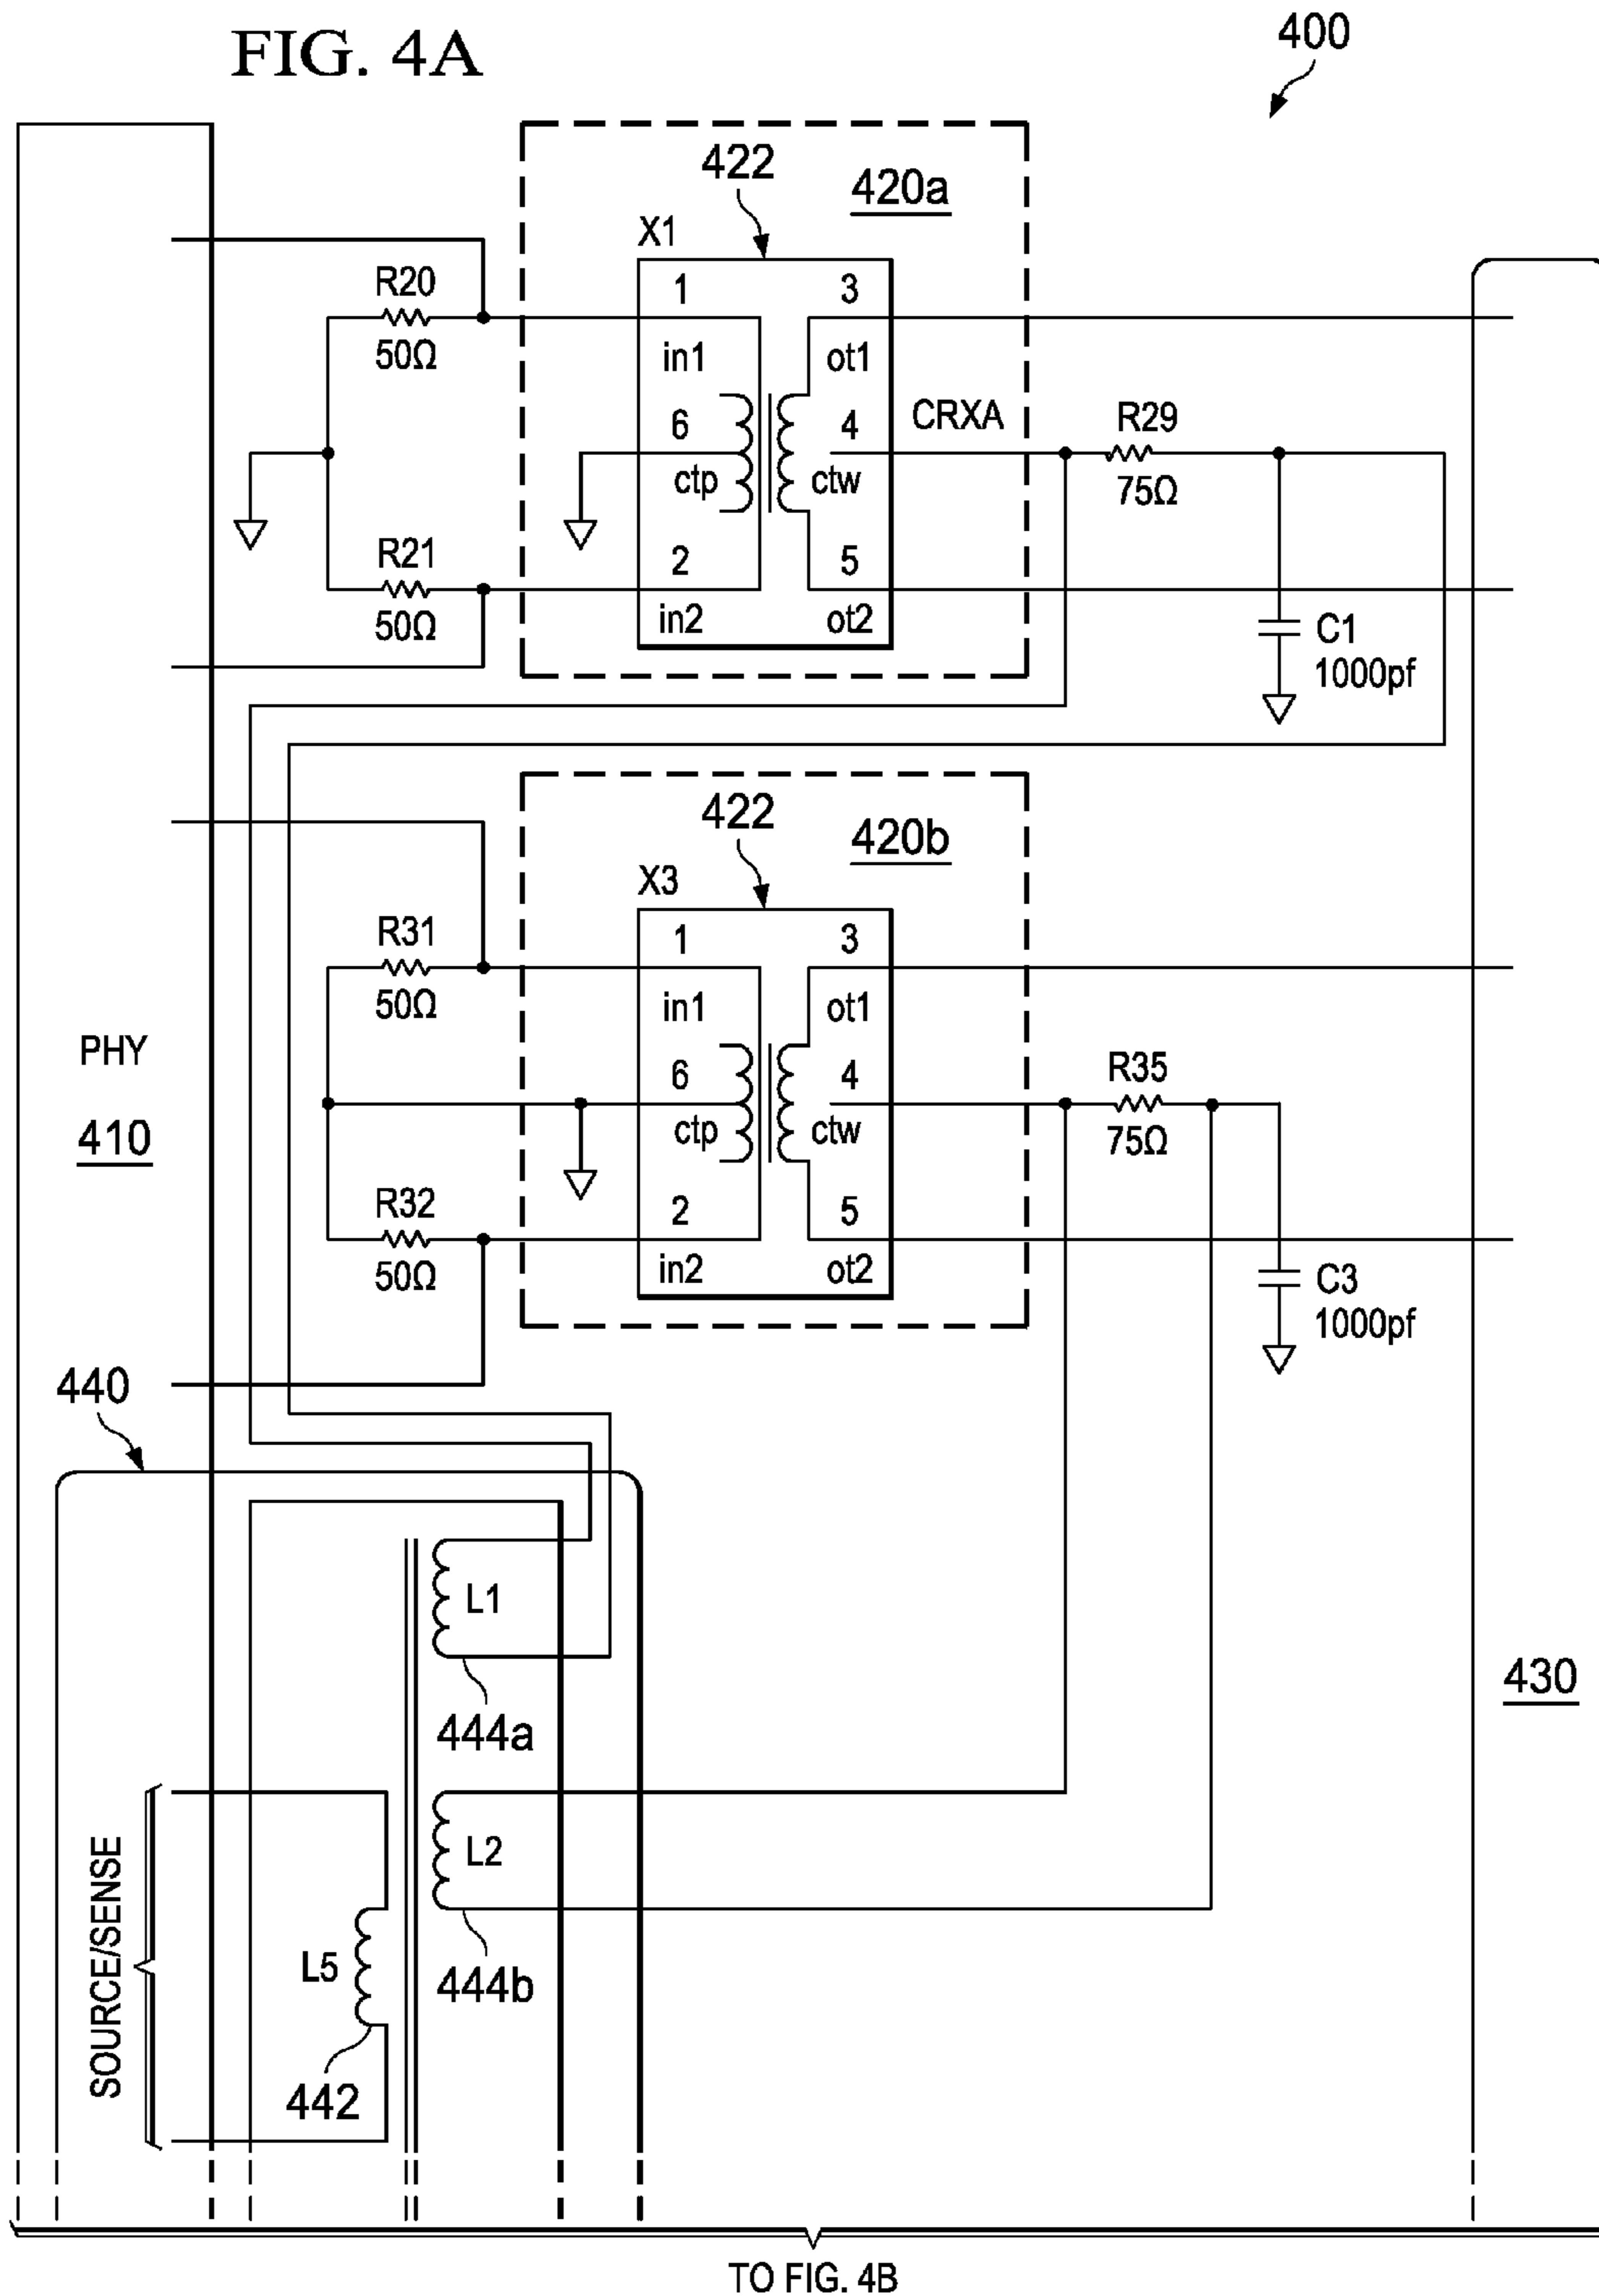 FIG. 4A
400
422
420a
X1
1
3
R20
50Ω
in1
ot1
6
4
CRXA
R29
ctp
ctw
75Ω
R21
2
5
50Ω
in2
ot2
C1
1000pf
422
420b
X3
R31
1
3
50Ω
in1
ot1
PHY
6
4
R35
410
ctp
ctw
75Ω
R32
2
5
50Ω
in2
ot2
C3
1000pf
440
L1
430
444a
SOURCE/SENSE
L2
L5
444b
442
TO FIG. 4B